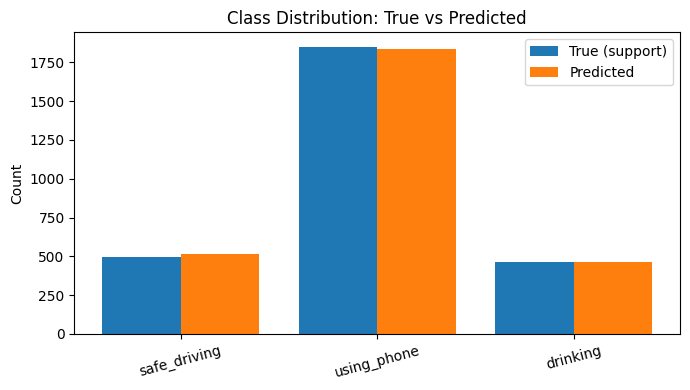 Class Distribution: True vs Predicted
True (support)
Predicted
Count
1750
1500
1250
1000
750
500
250
0
safe_driving
using_phone
drinking